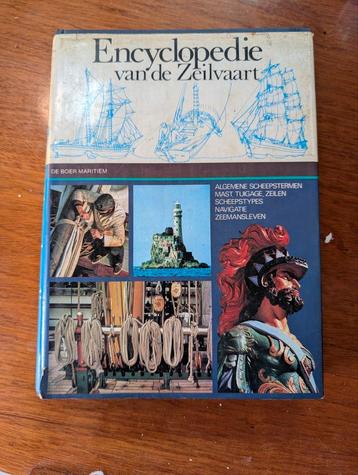 Encyclopedie
van de Zeilvaart
DE BOER MARITIEM
ALGEMENE SCHEEPSTERMEN
MAST, TUIGAGE, ZEILEN
SCHEEPSTYPES
NAVIGATIE
ZEEMANSLEVEN